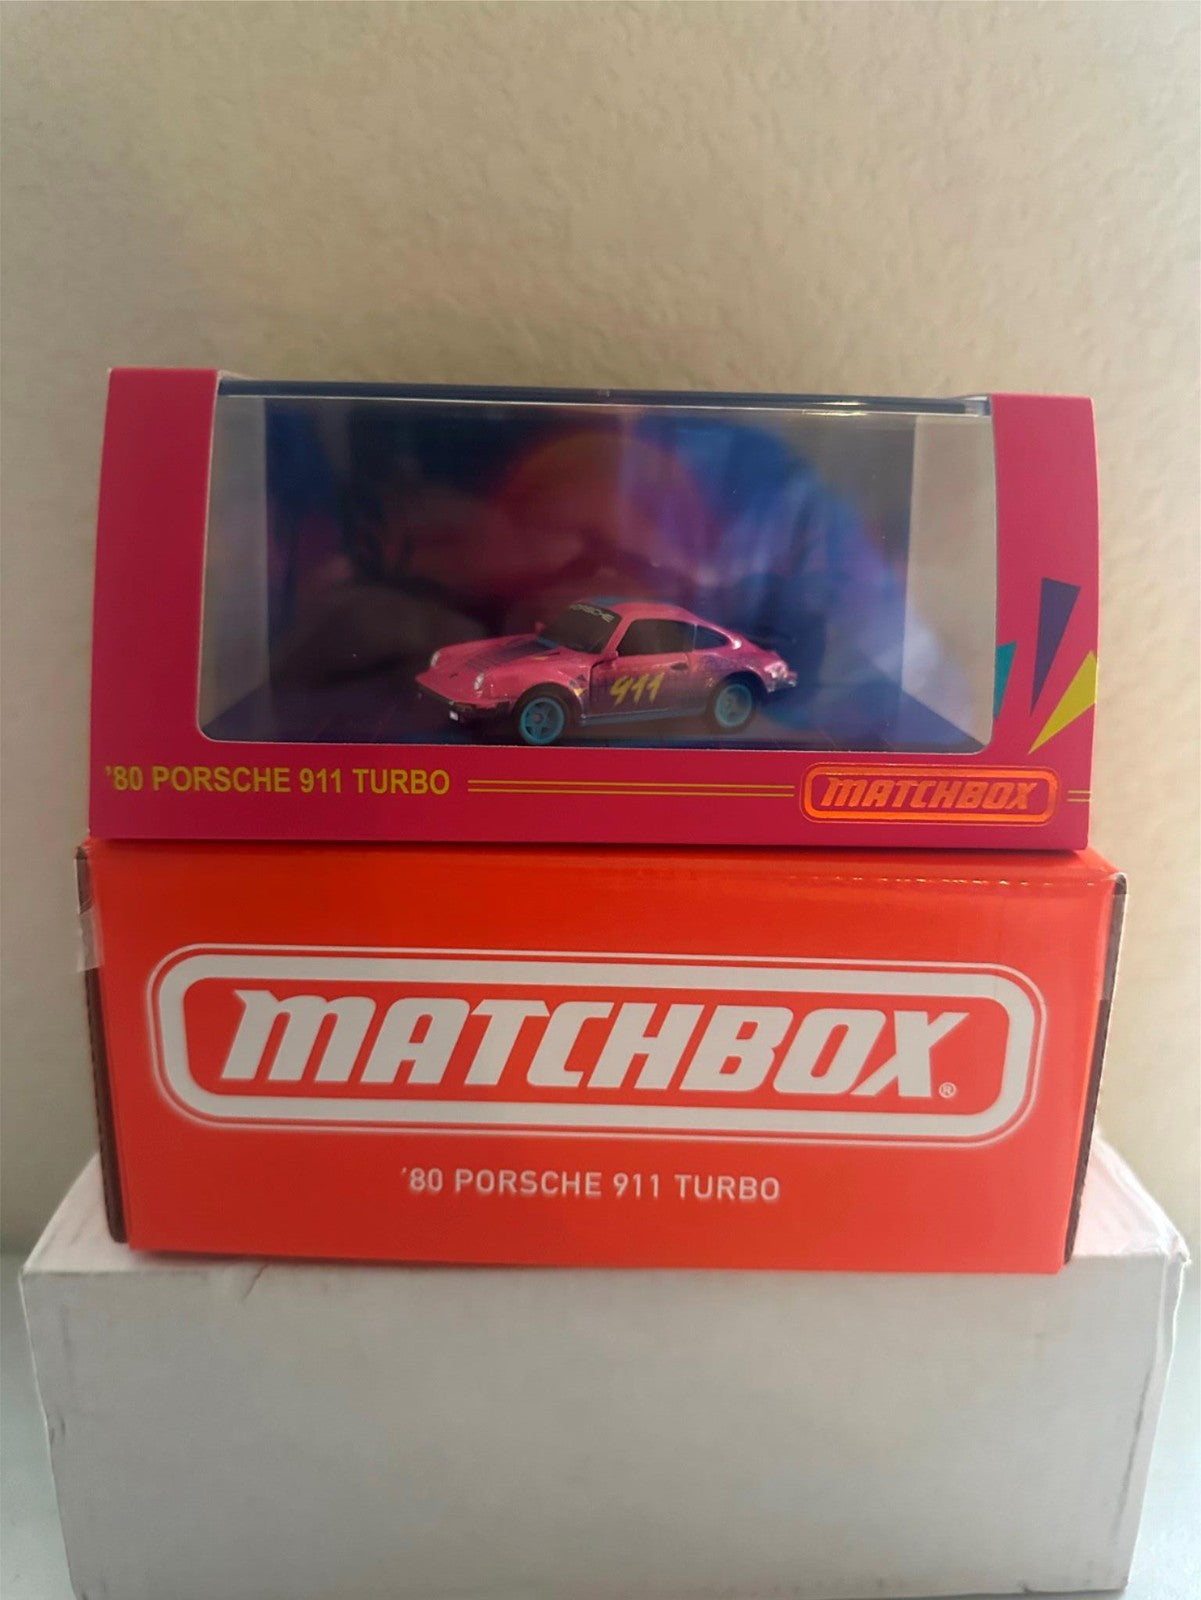 PORSCHE
911
'80 PORSCHE 911 TURBO
MATCHBOX
MATCHBOX®
'80 PORSCHE 911 TURBO